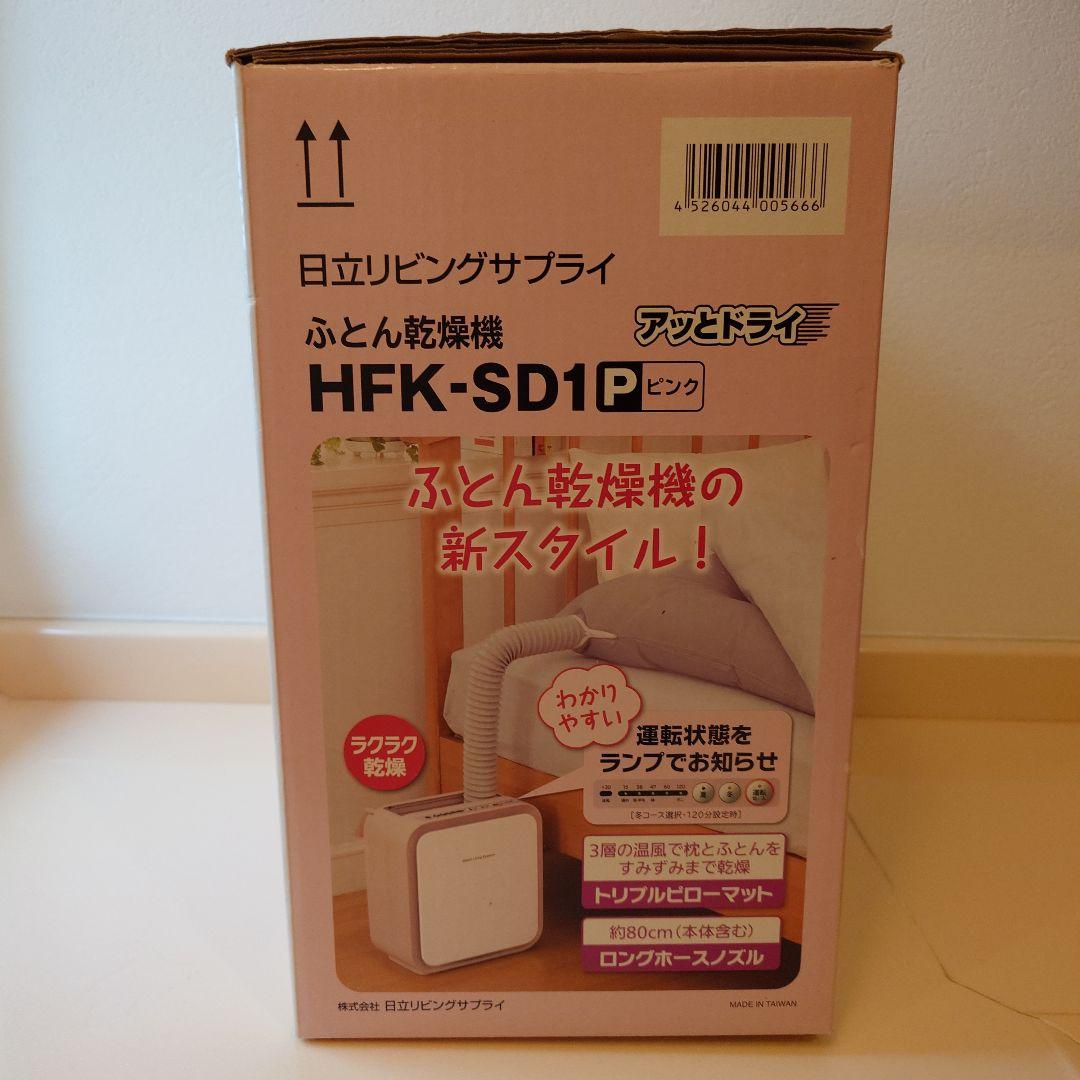 4 526044 005666
日立リビングサプライ
ふとん乾燥機
アッとドライ
HFK-SD1 P ピンク
ふとん乾燥機の
新スタイル!
わかり
やすい
運転状態を
ランプでお知らせ
ラクラク
乾燥
夏 冬 運転
[冬コース選択・120分設定時]
3層の温風で枕とふとんを
すみずみまで乾燥
トリプルピローマット
約80cm(本体含む)
ロングホースノズル
株式会社 日立リビングサプライ
MADE IN TAIWAN